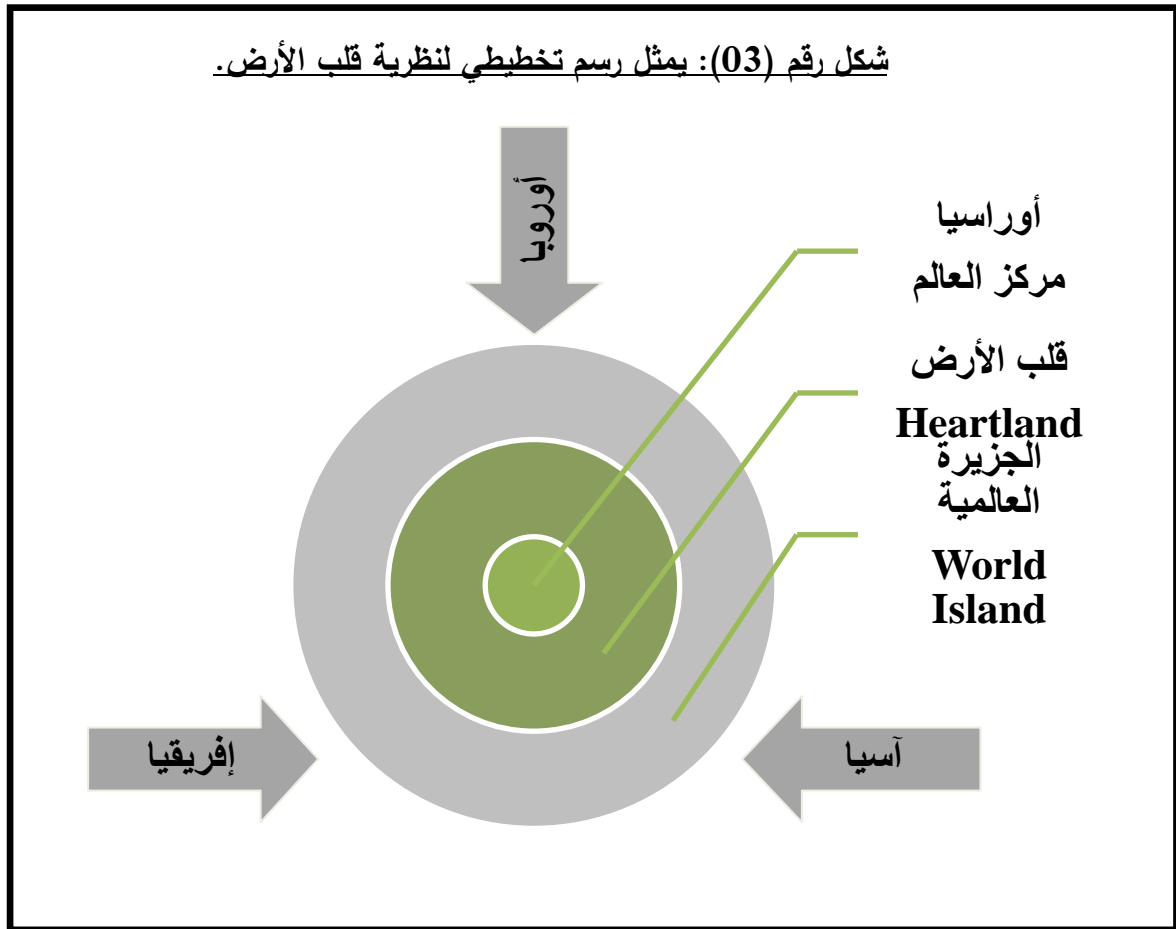 شكل رقم (03): يمثل رسم تخطيطي لنظرية قلب الأرض.
أوروبا
أوراسيا
مركز العالم
قلب الأرض
Heartland
الجزيرة
العالمية
World
Island
إفريقيا
آسيا